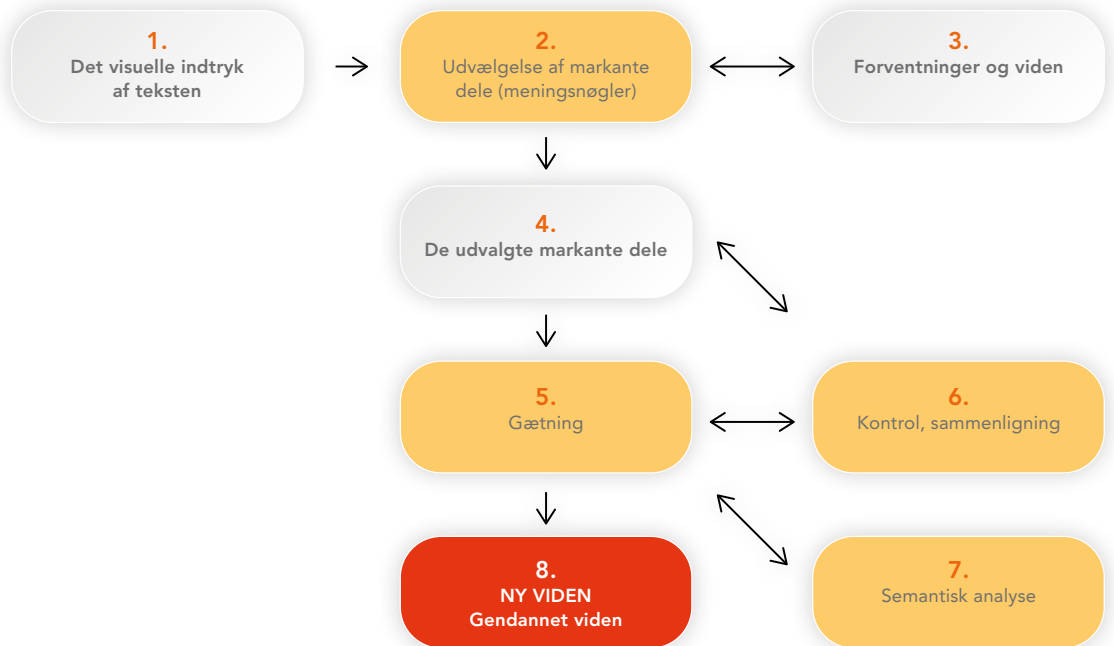 1.
Det visuelle indtryk
af teksten
2.
Udvælgelse af markante
dele (meningsnøgler)
3.
Forventninger og viden
4.
De udvalgte markante dele
5.
Gætning
6.
Kontrol, sammenligning
7.
Semantisk analyse
8.
NY VIDEN
Gendannet viden